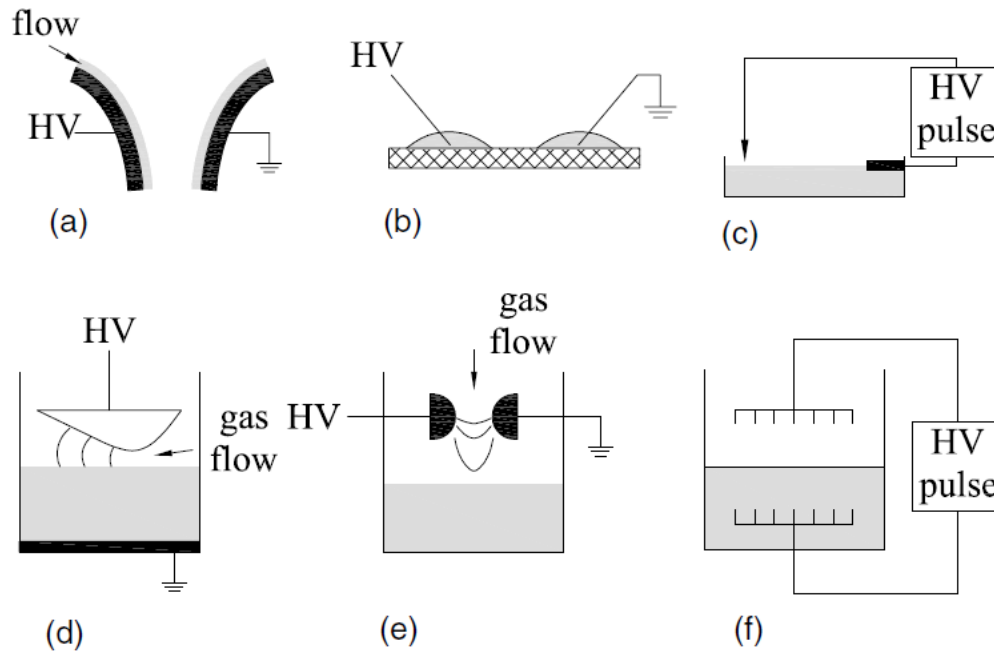 flow
HV
(a)
HV
(b)
HV
pulse
(c)
HV
gas
flow
(d)
gas
flow
HV
(e)
HV
pulse
(f)